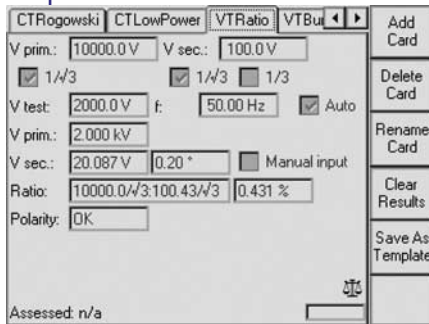 CTRogowski CTLowPower VTRatio VTBu
V prim.: 10000.0 V V sec.: 100.0 V
1/√3 1/√3 1/3
V test: 2000.0 V f: 50.00 Hz Auto
V prim.: 2.000 kV
V sec.: 20.087 V 0.20 ° Manual input
Ratio: 10000.0/√3:100.43/√3 0.431 %
Polarity: OK
Assessed: n/a
Add
Card
Delete
Card
Rename
Card
Clear
Results
Save As
Template